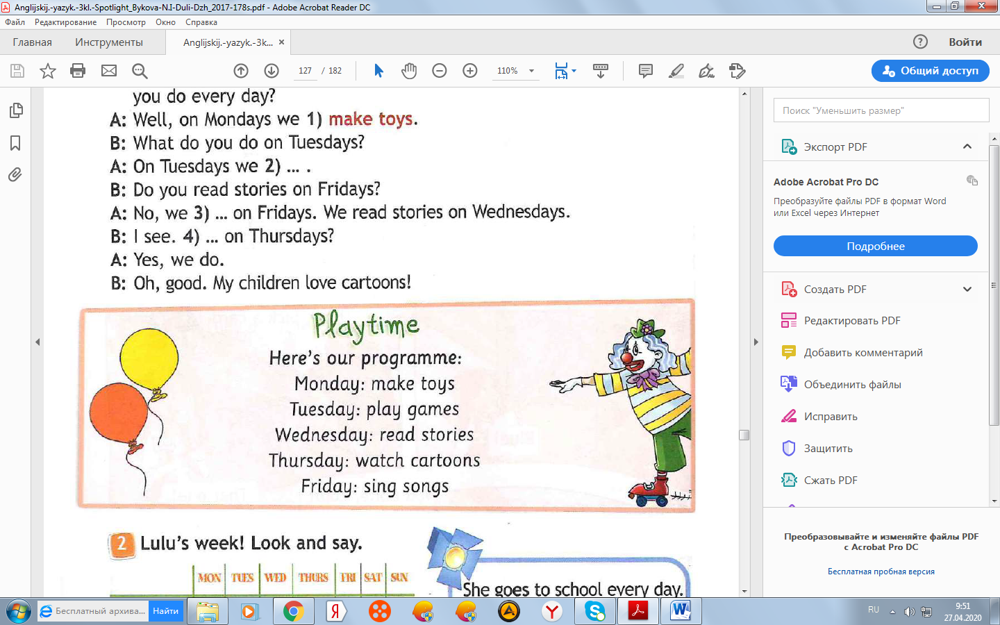 Anglijskij.-yazyk.-3kl.-Spotlight_Bykova-N.I-Duli-Dzh_2017-178s.pdf - Adobe Acrobat Reader DC
Файл Редактирование Просмотр Окно Справка
Главная Инструменты Anglijskij.-yazyk.-3k... × ? Войти
127 / 182 110% Общий доступ
you do every day?
A: Well, on Mondays we 1) make toys.
B: What do you do on Tuesdays?
A: On Tuesdays we 2) ... .
B: Do you read stories on Fridays?
A: No, we 3) ... on Fridays. We read stories on Wednesdays.
B: I see. 4) ... on Thursdays?
A: Yes, we do.
B: Oh, good. My children love cartoons!
Playtime
Here's our programme:
Monday: make toys
Tuesday: play games
Wednesday: read stories
Thursday: watch cartoons
Friday: sing songs
2 Lulu's week! Look and say.
MON TUES WED THURS FRI SAT SUN
She goes to school every day.
Поиск "Уменьшить размер"
Экспорт PDF
Adobe Acrobat Pro DC
Преобразуйте файлы PDF в формат Word
или Excel через Интернет
Подробнее
Создать PDF
Редактировать PDF
Добавить комментарий
Объединить файлы
Исправить
Защитить
Сжать PDF
Преобразовывайте и изменяйте файлы PDF
с Acrobat Pro DC
Бесплатная пробная версия
Бесплатный архива... Найти
RU 9:51
27.04.2020